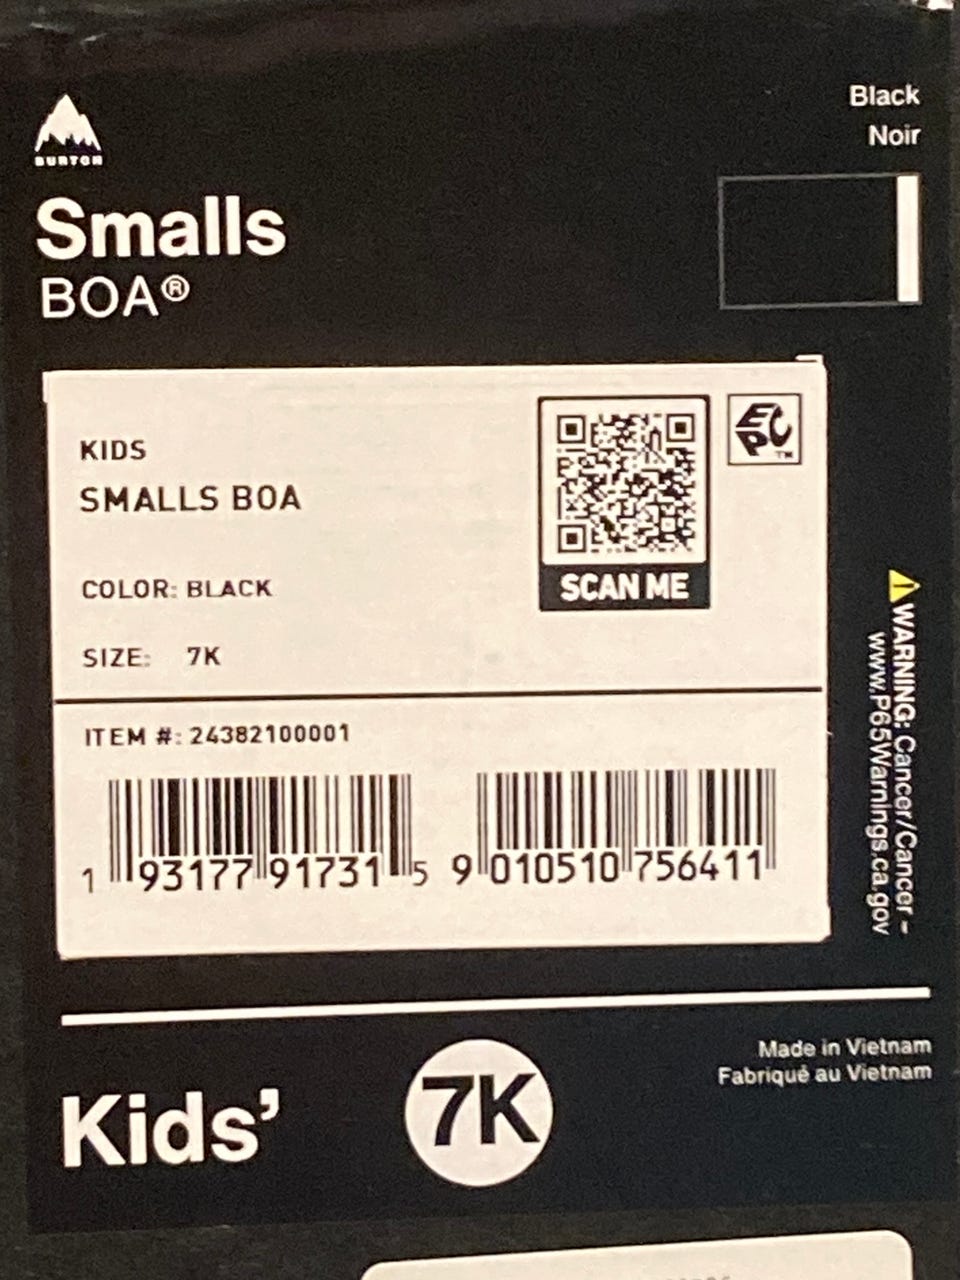 Black
Noir
BURTON
Smalls
BOA®
KIDS
SMALLS BOA
COLOR: BLACK
SIZE: 7K
SCAN ME
EPC™
ITEM #: 24382100001
1 93177 91731 5
9 010510 756411
⚠WARNING: Cancer/Cancer -
www.P65Warnings.ca.gov
Made in Vietnam
Fabriqué au Vietnam
Kids’
7K